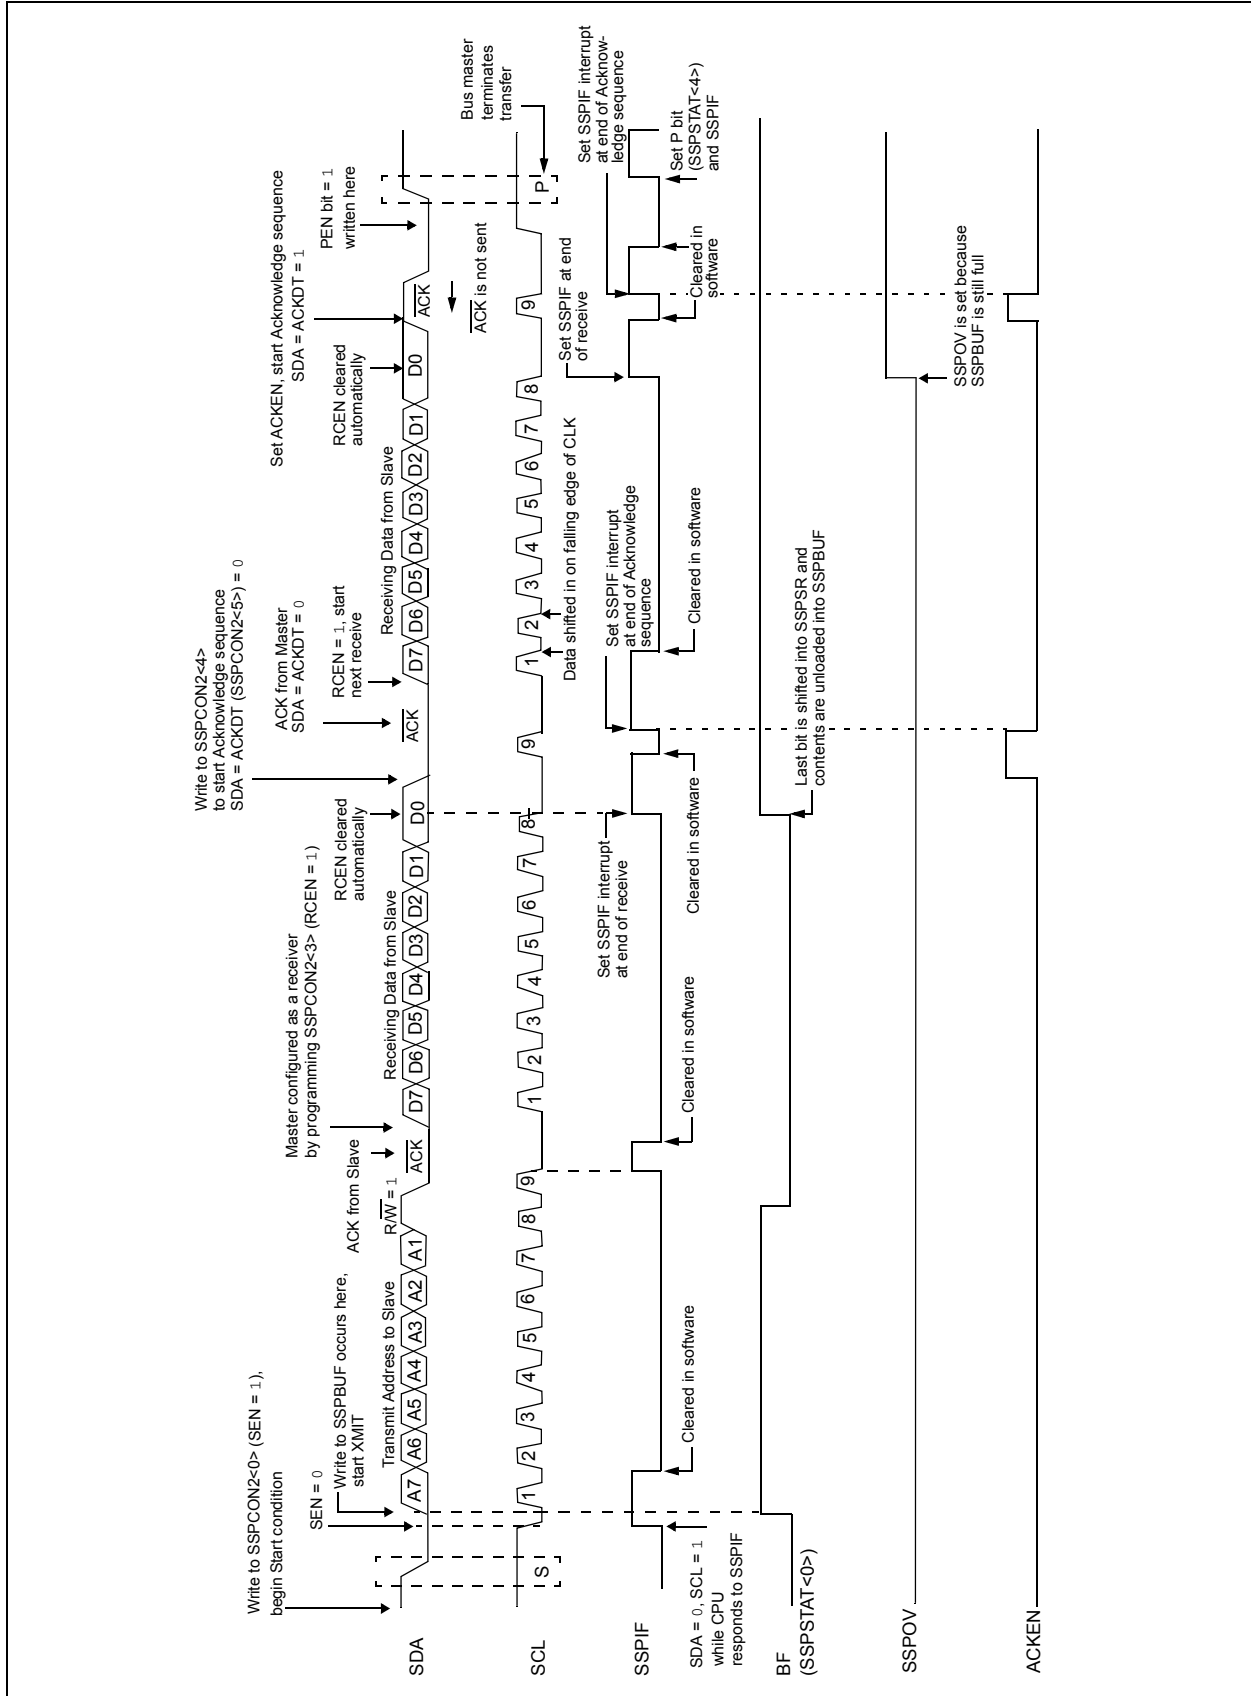 Write to SSPCON2<0> (SEN = 1),
begin Start condition
SEN = 0
Write to SSPBUF occurs here,
start XMIT
Transmit Address to Slave
R/W = 1
ACK from Slave
Master configured as a receiver
by programming SSPCON2<3> (RCEN = 1)
Receiving Data from Slave
RCEN cleared
automatically
Write to SSPCON2<4>
to start Acknowledge sequence
SDA = ACKDT (SSPCON2<5>) = 0
ACK from Master
SDA = ACKDT = 0
RCEN = 1, start
next receive
Receiving Data from Slave
RCEN cleared
automatically
Set ACKEN, start Acknowledge sequence
SDA = ACKDT = 1
PEN bit = 1
written here
SDA
A7 A6 A5 A4 A3 A2 A1
ACK
D7 D6 D5 D4 D3 D2 D1 D0
ACK
D7 D6 D5 D4 D3 D2 D1 D0
ACK
ACK is not sent
Bus master
terminates
transfer
SCL
S
1 2 3 4 5 6 7 8 9
1 2 3 4 5 6 7 8
9
1 2 3 4 5 6 7 8
9
P
Data shifted in on falling edge of CLK
Set SSPIF interrupt
at end of receive
Set SSPIF interrupt
at end of Acknowledge
sequence
Set SSPIF at end
of receive
Set SSPIF interrupt
at end of Acknow-
ledge sequence
SSPIF
SDA = 0, SCL = 1
while CPU
responds to SSPIF
Cleared in software
Cleared in software
Cleared in software
Cleared in software
Cleared in
software
Set P bit
(SSPSTAT<4>)
and SSPIF
BF
(SSPSTAT<0>)
Last bit is shifted into SSPSR and
contents are unloaded into SSPBUF
SSPOV
SSPOV is set because
SSPBUF is still full
ACKEN